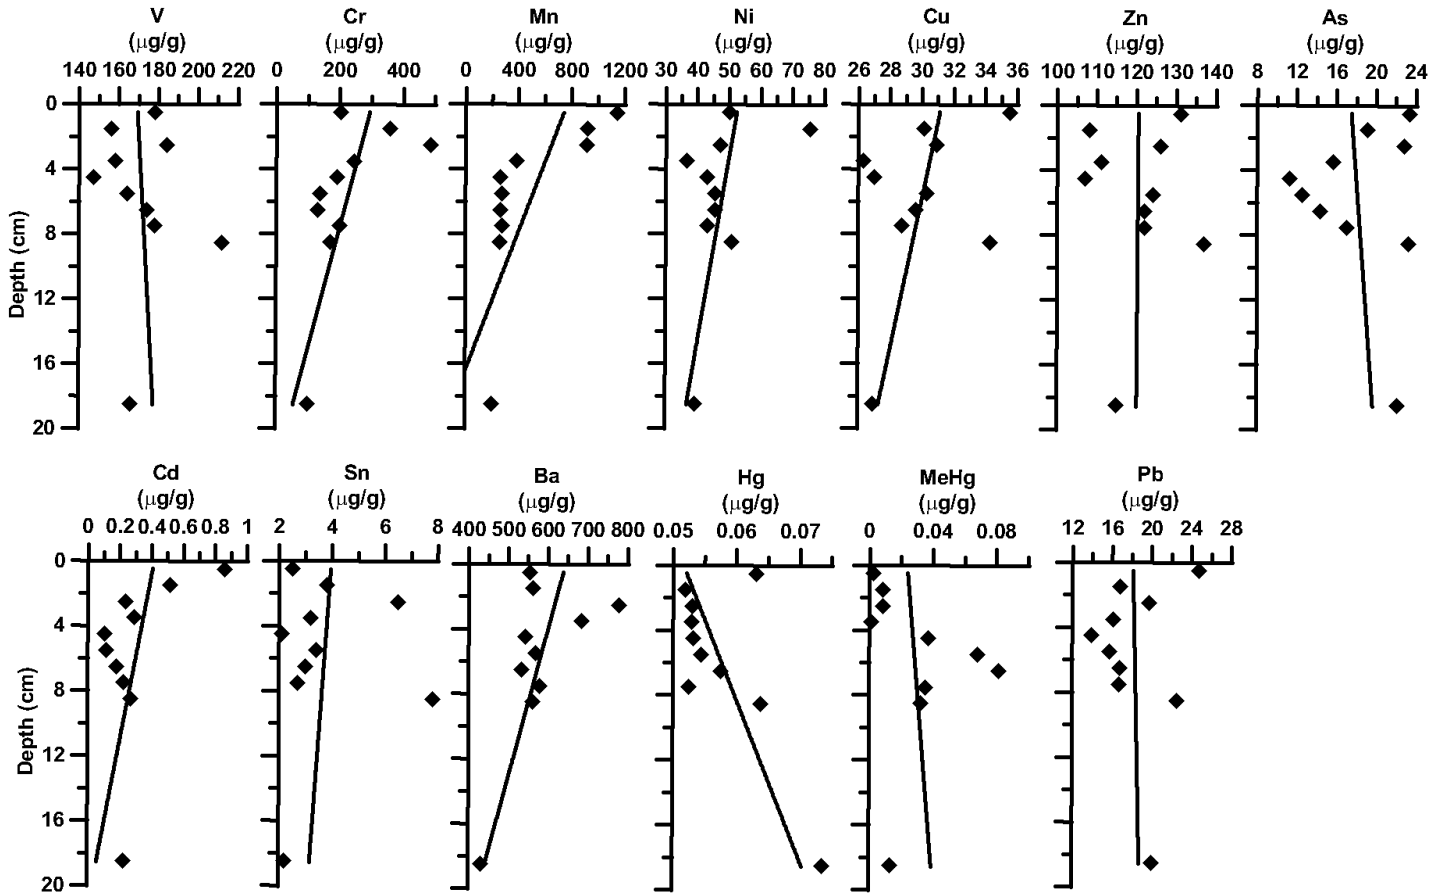 V Cr Mn Ni Cu Zn As
(μg/g) (μg/g) (μg/g) (μg/g) (μg/g) (μg/g) (μg/g)
140 160 180 200 220 0 200 400 0 400 800 1200 30 40 50 60 70 80 26 28 30 32 34 36 100 110 120 130 140 8 12 16 20 24
0
4
8
12
16
20
Depth (cm)
Cd Sn Ba Hg MeHg Pb
(μg/g) (μg/g) (μg/g) (μg/g) (μg/g) (μg/g)
0 0.2 0.4 0.6 0.8 1 2 4 6 8 400 500 600 700 800 0.05 0.06 0.07 0 0.04 0.08 12 16 20 24 28
0
4
8
12
16
20
Depth (cm)